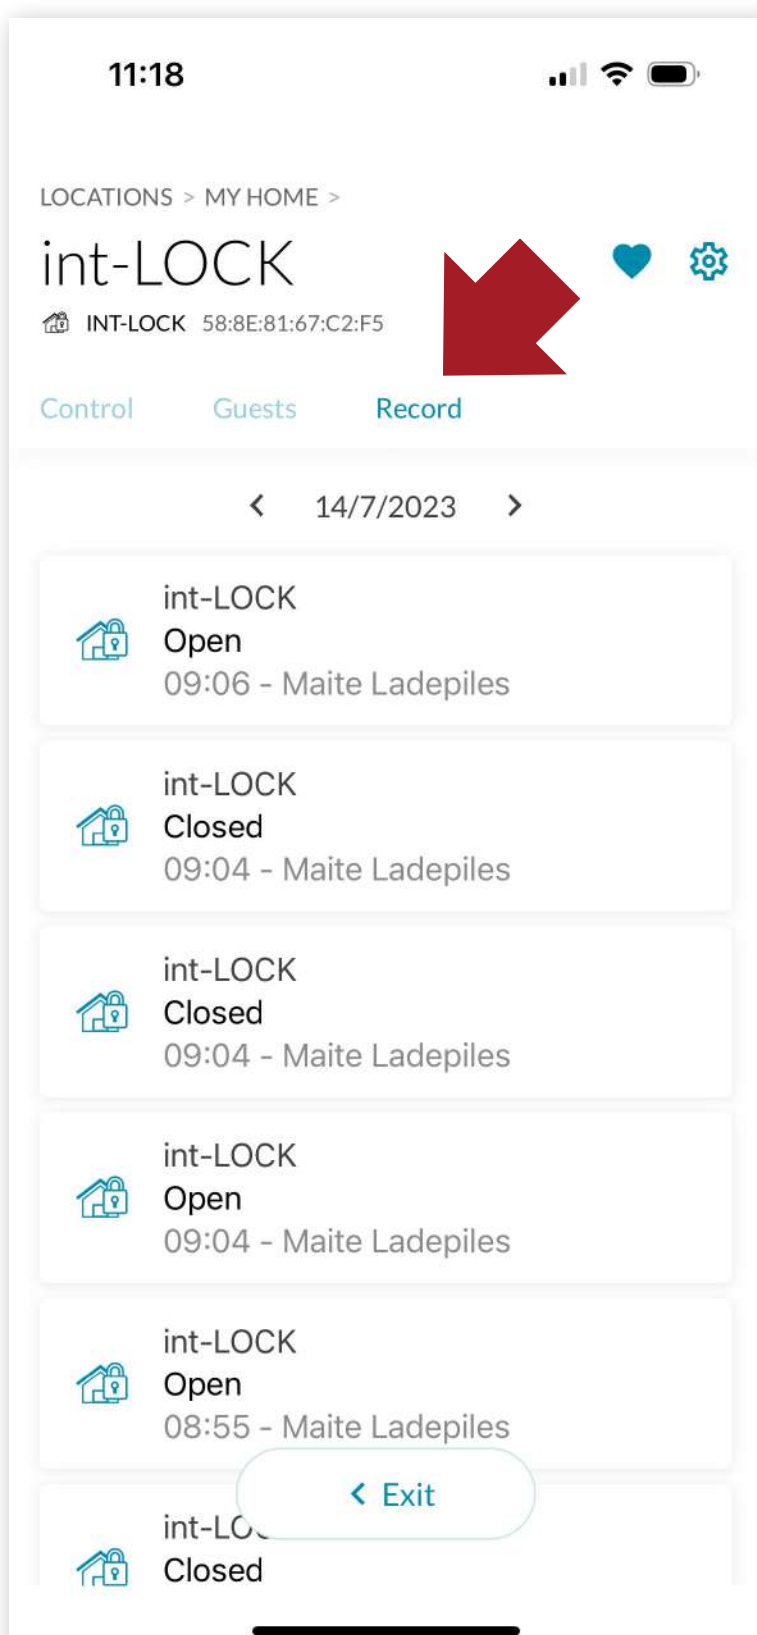 11:18
LOCATIONS > MY HOME >
int-LOCK
INT-LOCK 58:8E:81:67:C2:F5
Control Guests Record
< 14/7/2023 >
int-LOCK
Open
09:06 - Maite Ladepiles
int-LOCK
Closed
09:04 - Maite Ladepiles
int-LOCK
Closed
09:04 - Maite Ladepiles
int-LOCK
Open
09:04 - Maite Ladepiles
int-LOCK
Open
08:55 - Maite Ladepiles
< Exit
int-LO
Closed